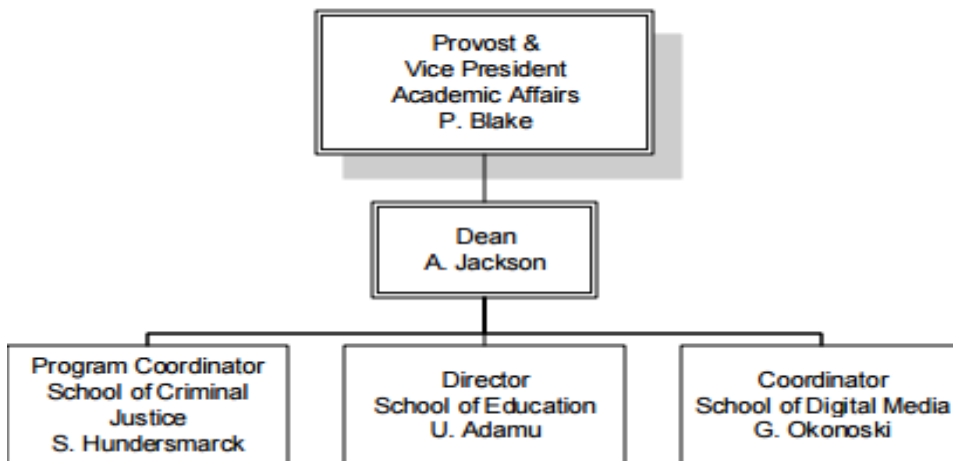 Provost &
Vice President
Academic Affairs
P. Blake
Dean
A. Jackson
Program Coordinator
School of Criminal
Justice
S. Hundersmarck
Director
School of Education
U. Adamu
Coordinator
School of Digital Media
G. Okonoski